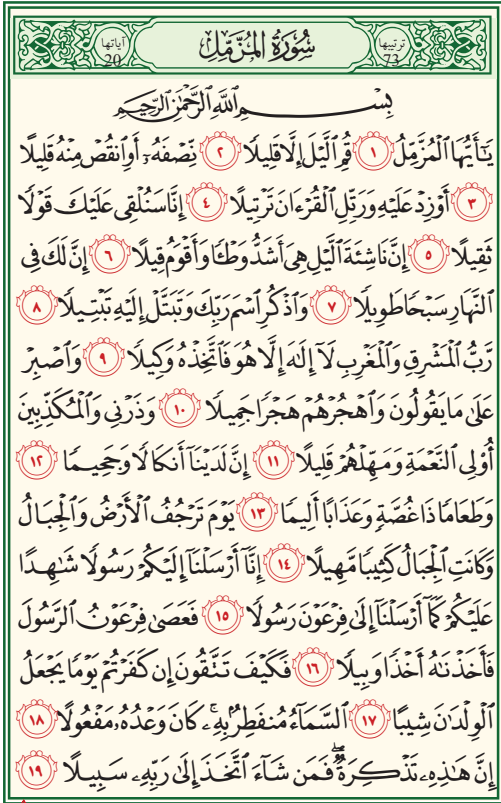 آياتها 20 سُورَةُ المُزَّمِّلِ ترتيبها 73
بِسْمِ ٱللَّهِ ٱلرَّحْمَٰنِ ٱلرَّحِيمِ
يَٰٓأَيُّهَا ٱلْمُزَّمِّلُ ١ قُمِ ٱلَّيْلَ إِلَّا قَلِيلًا ٢ نِّصْفَهُۥٓ أَوِ ٱنقُصْ مِنْهُ قَلِيلًا
٣ أَوْ زِدْ عَلَيْهِ وَرَتِّلِ ٱلْقُرْءَانَ تَرْتِيلًا ٤ إِنَّا سَنُلْقِى عَلَيْكَ قَوْلًا
ثَقِيلًا ٥ إِنَّ نَاشِئَةَ ٱلَّيْلِ هِىَ أَشَدُّ وَطْـًٔا وَأَقْوَمُ قِيلًا ٦ إِنَّ لَكَ فِى
ٱلنَّهَارِ سَبْحًا طَوِيلًا ٧ وَٱذْكُرِ ٱسْمَ رَبِّكَ وَتَبَتَّلْ إِلَيْهِ تَبْتِيلًا ٨
رَّبُّ ٱلْمَشْرِقِ وَٱلْمَغْرِبِ لَآ إِلَٰهَ إِلَّا هُوَ فَٱتَّخِذْهُ وَكِيلًا ٩ وَٱصْبِرْ
عَلَىٰ مَا يَقُولُونَ وَٱهْجُرْهُمْ هَجْرًا جَمِيلًا ١٠ وَذَرْنِى وَٱلْمُكَذِّبِينَ
أُو۟لِى ٱلنَّعْمَةِ وَمَهِّلْهُمْ قَلِيلًا ١١ إِنَّ لَدَيْنَآ أَنكَالًا وَجَحِيمًا ١٢
وَطَعَامًا ذَا غُصَّةٍ وَعَذَابًا أَلِيمًا ١٣ يَوْمَ تَرْجُفُ ٱلْأَرْضُ وَٱلْجِبَالُ
وَكَانَتِ ٱلْجِبَالُ كَثِيبًا مَّهِيلًا ١٤ إِنَّآ أَرْسَلْنَآ إِلَيْكُمْ رَسُولًا شَٰهِدًا
عَلَيْكُمْ كَمَآ أَرْسَلْنَآ إِلَىٰ فِرْعَوْنَ رَسُولًا ١٥ فَعَصَىٰ فِرْعَوْنُ ٱلرَّسُولَ
فَأَخَذْنَٰهُ أَخْذًا وَبِيلًا ١٦ فَكَيْفَ تَتَّقُونَ إِن كَفَرْتُمْ يَوْمًا يَجْعَلُ
ٱلْوِلْدَٰنَ شِيبًا ١٧ ٱلسَّمَآءُ مُنفَطِرٌۢ بِهِۦ ۚ كَانَ وَعْدُهُۥ مَفْعُولًا ١٨
إِنَّ هَٰذِهِۦ تَذْكِرَةٌ ۖ فَمَن شَآءَ ٱتَّخَذَ إِلَىٰ رَبِّهِۦ سَبِيلًا ١٩